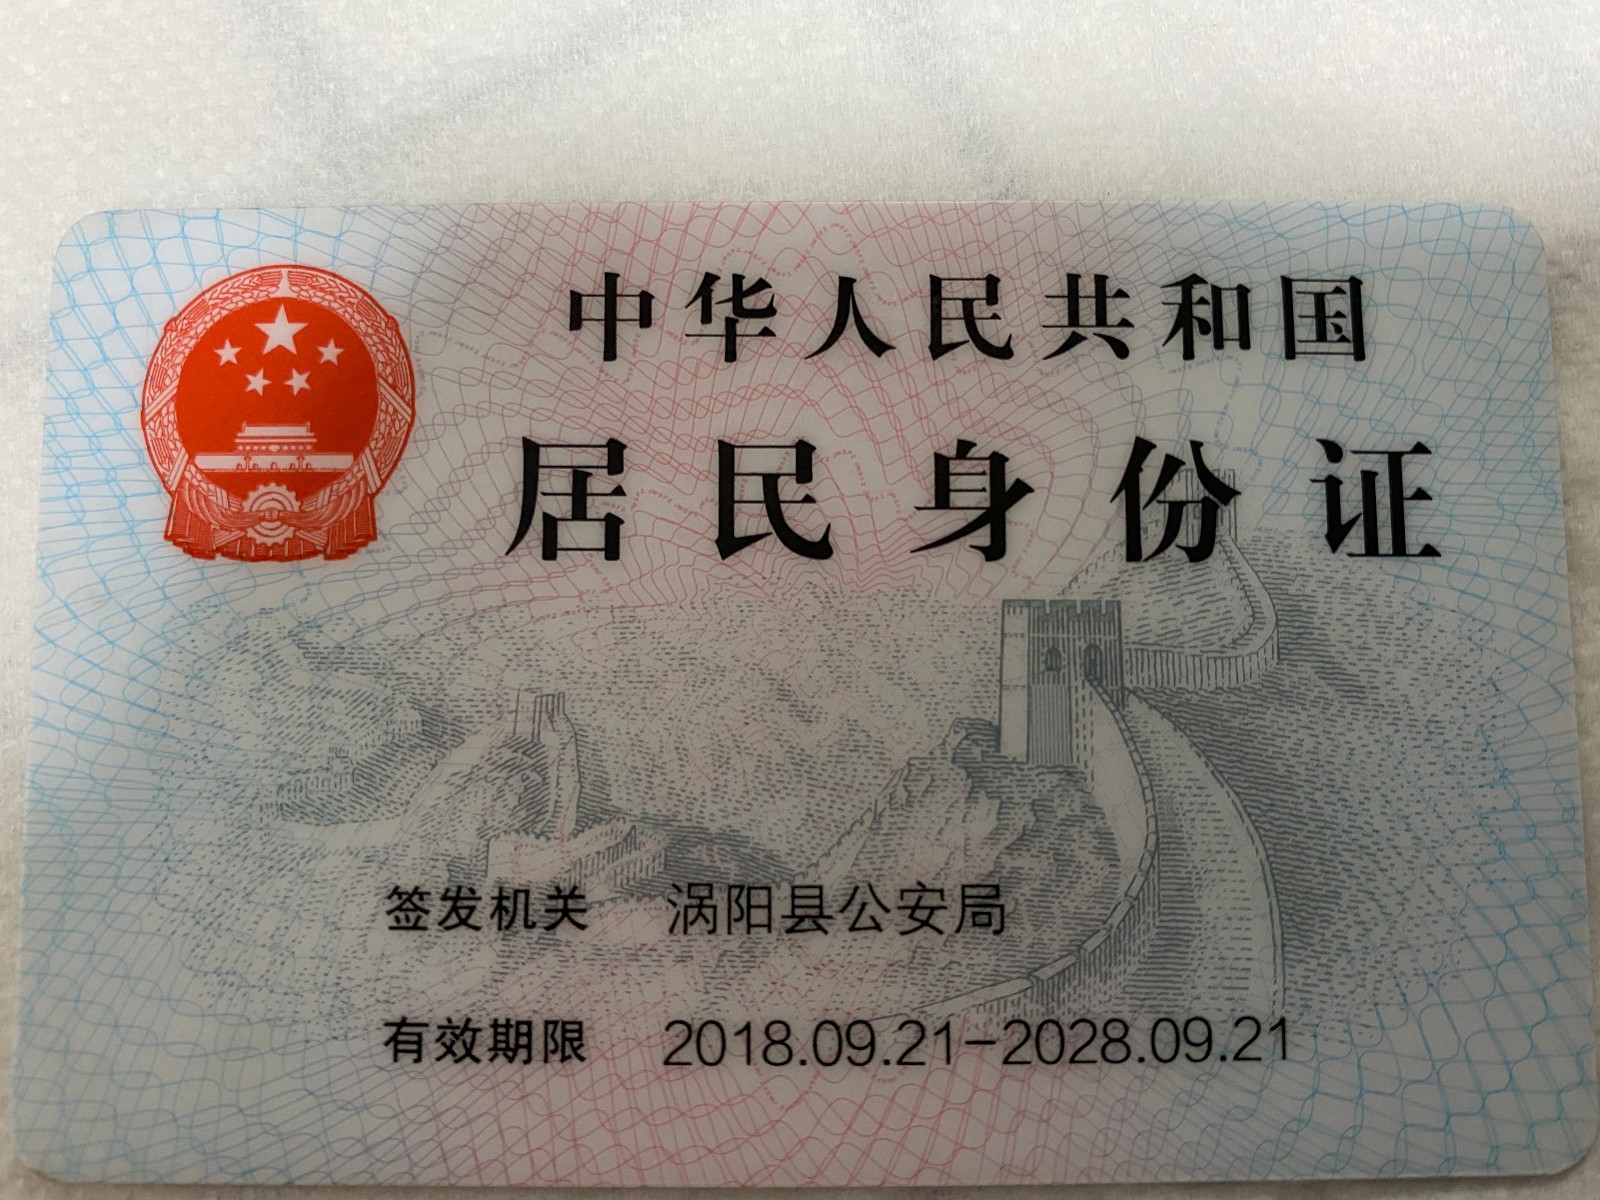 中华人民共和国
居民身份证
签发机关 涡阳县公安局
有效期限 2018.09.21-2028.09.21